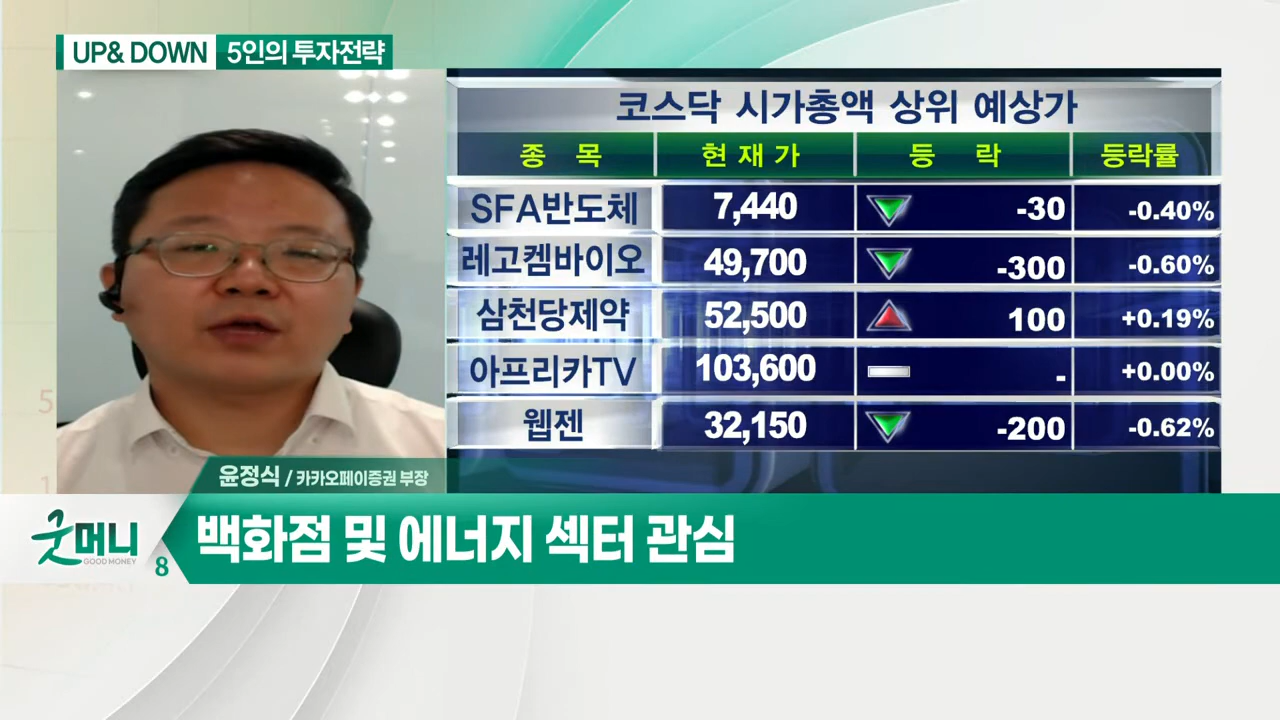 UP& DOWN 5인의 투자전략
코스닥 시가총액 상위 예상가
종 목 현 재 가 등 락 등락률
SFA반도체 7,440 -30 -0.40%
레고켐바이오 49,700 -300 -0.60%
삼천당제약 52,500 100 +0.19%
아프리카TV 103,600 - +0.00%
웹젠 32,150 -200 -0.62%
5
1
윤정식 / 카카오페이증권 부장
굿머니
GOOD MONEY
8
백화점 및 에너지 섹터 관심